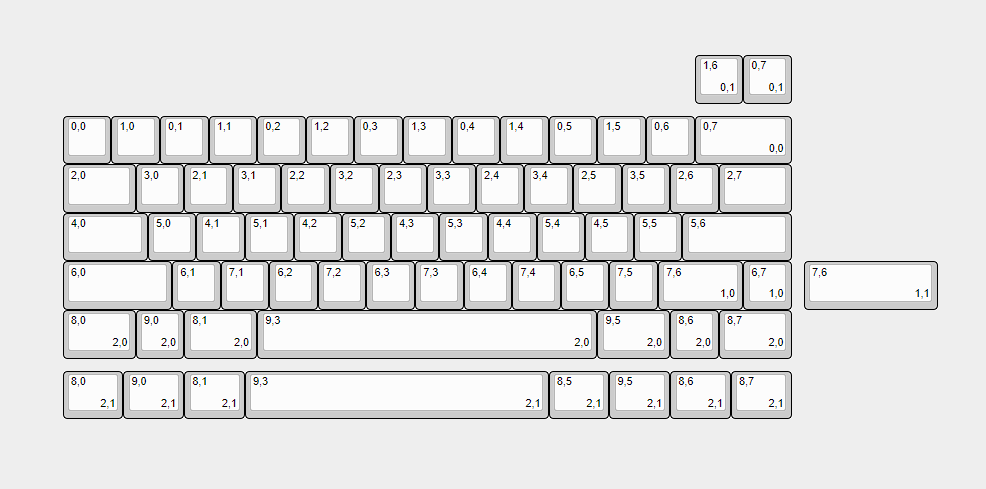 1,6 0,7
0,1 0,1
0,0 1,0 0,1 1,1 0,2 1,2 0,3 1,3 0,4 1,4 0,5 1,5 0,6 0,7
0,0
2,0 3,0 2,1 3,1 2,2 3,2 2,3 3,3 2,4 3,4 2,5 3,5 2,6 2,7
4,0 5,0 4,1 5,1 4,2 5,2 4,3 5,3 4,4 5,4 4,5 5,5 5,6
6,0 6,1 7,1 6,2 7,2 6,3 7,3 6,4 7,4 6,5 7,5 7,6 6,7 7,6
1,0 1,0 1,1
8,0 9,0 8,1 9,3 9,5 8,6 8,7
2,0 2,0 2,0 2,0 2,0 2,0 2,0
8,0 9,0 8,1 9,3 8,5 9,5 8,6 8,7
2,1 2,1 2,1 2,1 2,1 2,1 2,1 2,1